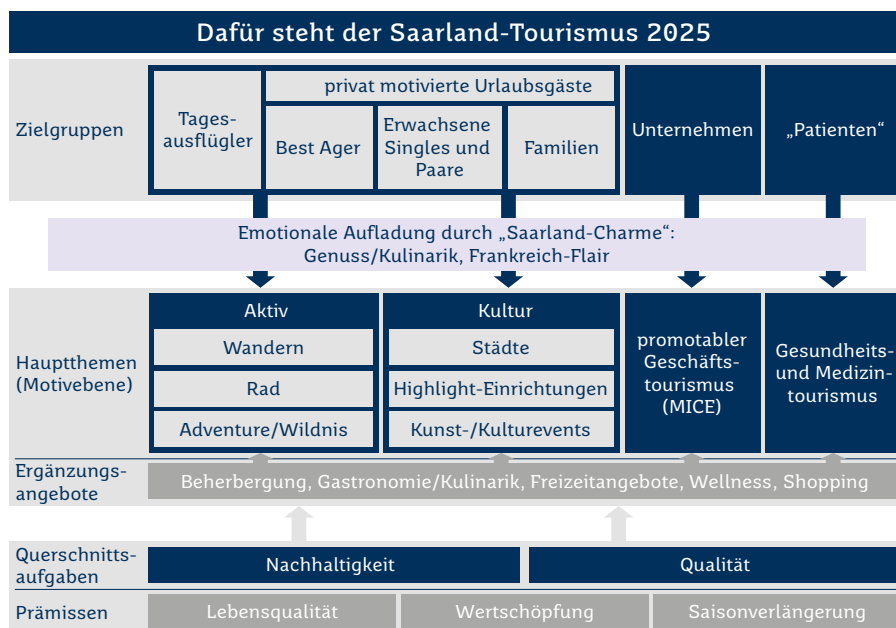 Dafür steht der Saarland-Tourismus 2025
Zielgruppen
Tages-
ausflügler
privat motivierte Urlaubsgäste
Best Ager
Erwachsene
Singles und
Paare
Familien
Unternehmen
„Patienten“
Emotionale Aufladung durch „Saarland-Charme“:
Genuss/Kulinarik, Frankreich-Flair
Hauptthemen
(Motivebene)
Aktiv
Wandern
Rad
Adventure/Wildnis
Kultur
Städte
Highlight-Einrichtungen
Kunst-/Kulturevents
promotabler
Geschäfts-
tourismus
(MICE)
Gesundheits-
und Medizin-
tourismus
Ergänzungs-
angebote
Beherbergung, Gastronomie/Kulinarik, Freizeitangebote, Wellness, Shopping
Querschnitts-
aufgaben
Nachhaltigkeit
Qualität
Prämissen
Lebensqualität
Wertschöpfung
Saisonverlängerung